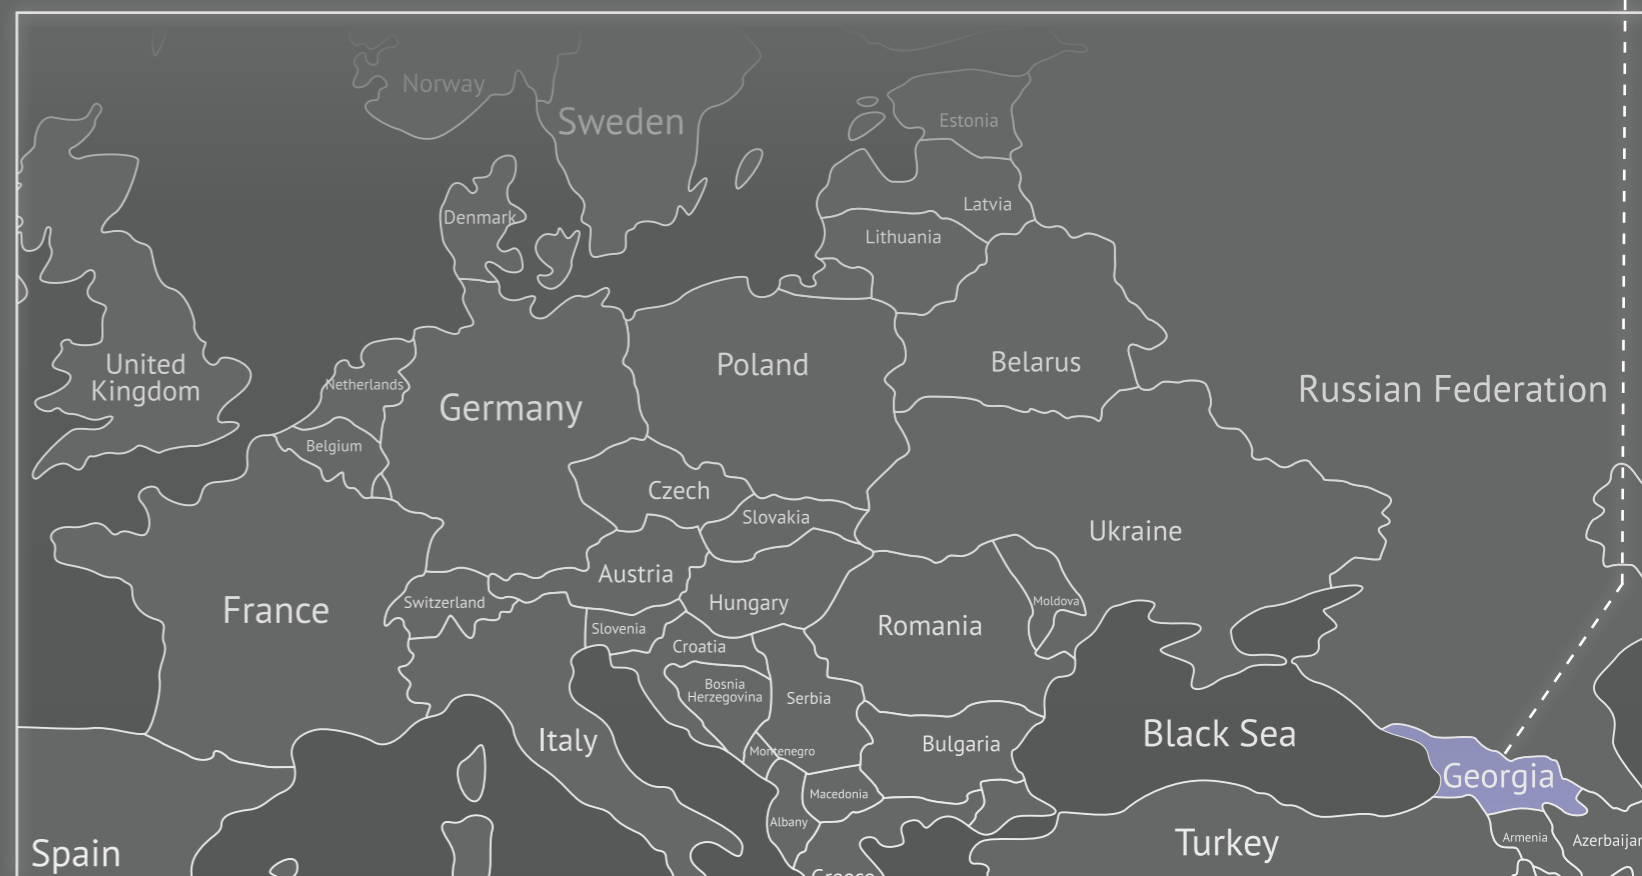 Norway
Sweden
Estonia
Denmark
Latvia
Lithuania
United
Kingdom
Netherlands
Germany
Poland
Belarus
Russian Federation
Belgium
Czech
Slovakia
Ukraine
France
Switzerland
Austria
Hungary
Moldova
Slovenia
Croatia
Romania
Bosnia
Herzegovina
Serbia
Italy
Montenegro
Bulgaria
Black Sea
Georgia
Macedonia
Albany
Spain
Turkey
Armenia
Azerbaijan
Greece